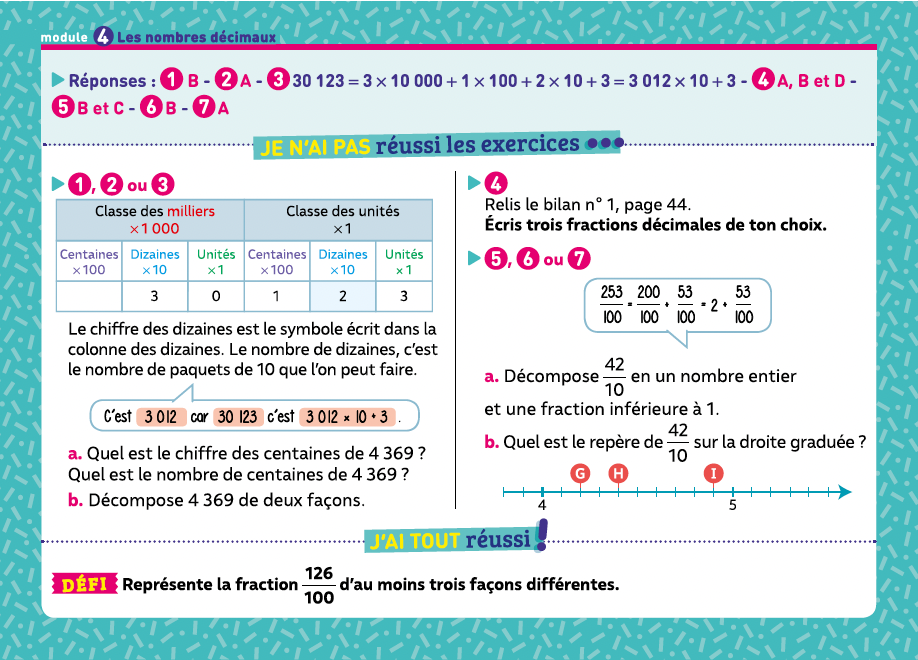 module 4 Les nombres décimaux
▶ Réponses : 1 B - 2 A - 3 30 123 = 3 × 10 000 + 1 × 100 + 2 × 10 + 3 = 3 012 × 10 + 3 - 4 A, B et D -
5 B et C - 6 B - 7 A
JE N'AI PAS réussi les exercices
▶ 1, 2 ou 3
Classe des milliers Classe des unités
×1 000 ×1
Centaines Dizaines Unités Centaines Dizaines Unités
×100 ×10 ×1 ×100 ×10 ×1
3 0 1 2 3
Le chiffre des dizaines est le symbole écrit dans la
colonne des dizaines. Le nombre de dizaines, c'est
le nombre de paquets de 10 que l'on peut faire.
C'est 3 012 car 30 123 c'est 3 012 × 10 + 3 .
a. Quel est le chiffre des centaines de 4 369 ?
Quel est le nombre de centaines de 4 369 ?
b. Décompose 4 369 de deux façons.
▶ 4
Relis le bilan n° 1, page 44.
Écris trois fractions décimales de ton choix.
▶ 5, 6 ou 7
253/100 = 200/100 + 53/100 = 2 + 53/100
a. Décompose 42/10 en un nombre entier
et une fraction inférieure à 1.
b. Quel est le repère de 42/10 sur la droite graduée ?
G H I
4 5
J'AI TOUT réussi !
DÉFI Représente la fraction 126/100 d'au moins trois façons différentes.